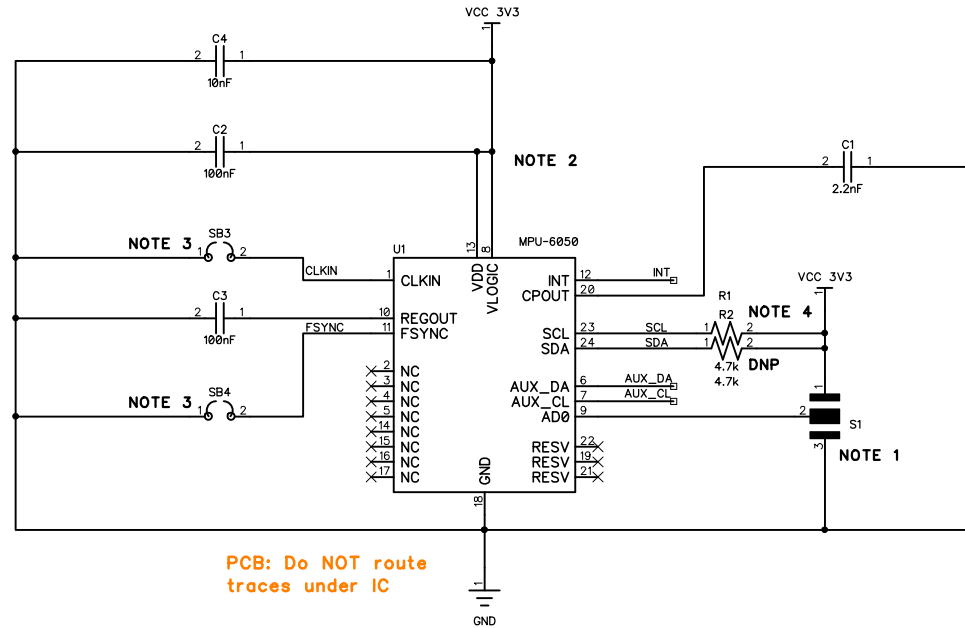 VCC 3V3
1
C4
2 1
10nF
C2
2 1
100nF
NOTE 2
C1
2 1
2.2nF
NOTE 3
SB3
1 2
CLKIN
13
8
MPU-6050
U1
1 CLKIN
VDD
VLOGIC
INT 12 INT
CPOUT 20
VCC 3V3
1
C3
2 1
100nF
10 REGOUT
FSYNC
11 FSYNC
R1
NOTE 4
R2
SCL 23 SCL 1 2
SDA 24 SDA 1 2
4.7k
DNP
4.7k
2 NC
3 NC
4 NC
5 NC
14 NC
15 NC
16 NC
17 NC
AUX_DA 6 AUX_DA
AUX_CL 7 AUX_CL
AD0 9
NOTE 3
SB4
1 2
1
2
3
S1
NOTE 1
RESV 22
RESV 19
RESV 21
GND
18
PCB: Do NOT route
traces under IC
1
GND